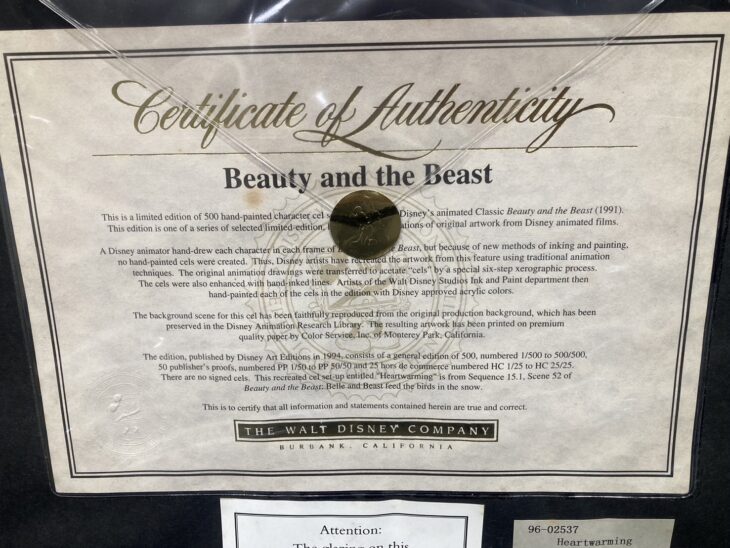 Certificate of Authenticity
Beauty and the Beast
This is a limited edition of 500 hand-painted character cel Disney's animated Classic Beauty and the Beast (1991).
This edition is one of a series of selected limited-edition, of original artwork from Disney animated films.
A Disney animator hand-drew each character in each frame of Beast, but because of new methods of inking and painting,
no hand-painted cels were created. Thus, Disney artists have recreated the artwork from this feature using traditional animation
techniques. The original animation drawings were transferred to acetate "cels" by a special six-step xerographic process.
The cels were also enhanced with hand-inked lines. Artists of the Walt Disney Studios Ink and Paint department then
hand-painted each of the cels in the edition with Disney approved acrylic colors.
The background scene for this cel has been faithfully reproduced from the original production background, which has been
preserved in the Disney Animation Research Library. The resulting artwork has been printed on premium
quality paper by Color Service, Inc. of Monterey Park, California.
The edition, published by Disney Art Editions in 1994, consists of a general edition of 500, numbered 1/500 to 500/500,
50 publisher's proofs, numbered PP 1/50 to PP 50/50 and 25 hors de commerce numbered HC 1/25 to HC 25/25.
There are no signed cels. This recreated cel set-up entitled "Heartwarming" is from Sequence 15.1, Scene 52 of
Beauty and the Beast: Belle and Beast feed the birds in the snow.
This is to certify that all information and statements contained herein are true and correct.
THE WALT DISNEY COMPANY
BURBANK, CALIFORNIA
Attention:
The glazing on this
96-02537
Heartwarming